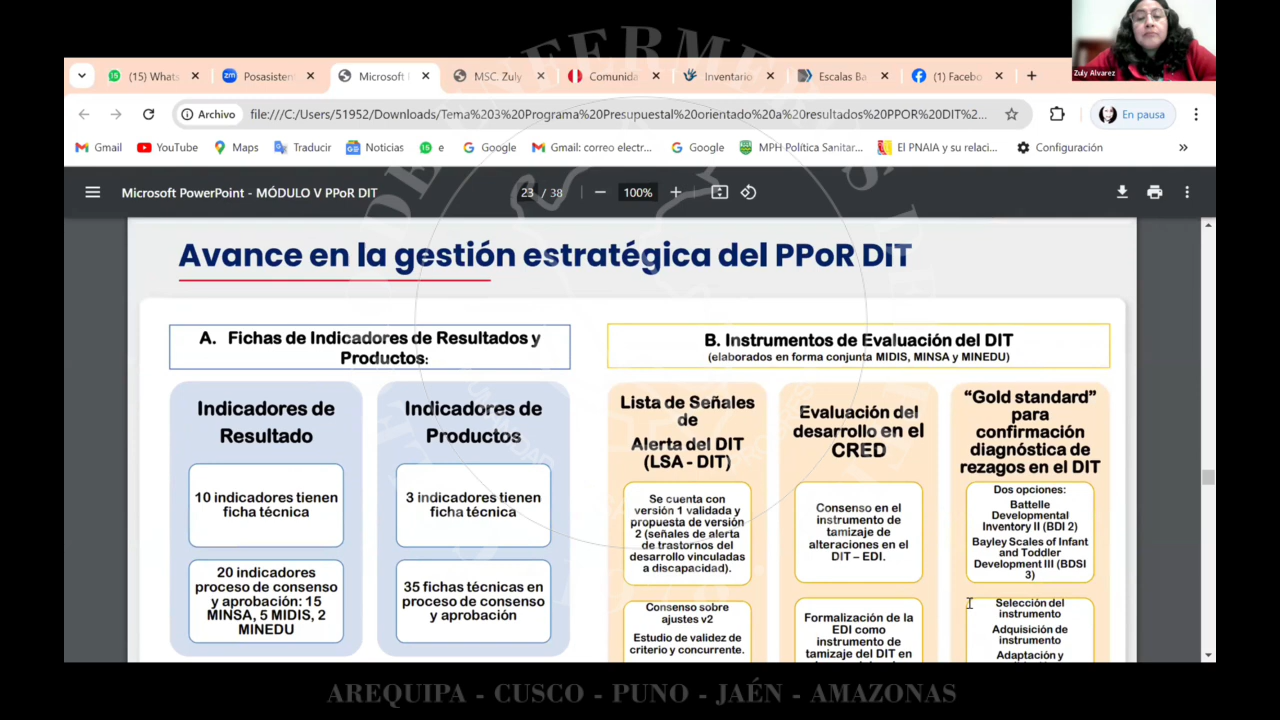 Zuly Alvarez
(15) Whats
Posasisten
Microsoft
MSC. Zuly
Comunida
Inventario
Escalas Ba
(1) Facebo
Archivo
file:///C:/Users/51952/Downloads/Tema%203%20Programa%20Presupuestal%20orientado%20a%20resultados%20PPOR%20DIT%2...
En pausa
Gmail
YouTube
Maps
Traducir
Noticias
e
Google
Gmail: correo electr...
Google
MPH Política Sanitar...
El PNAIA y su relaci...
Configuración
Microsoft PowerPoint - MÓDULO V PPoR DIT
23 / 38
100%
Avance en la gestión estratégica del PPoR DIT
A. Fichas de Indicadores de Resultados y
Productos:
Indicadores de
Resultado
10 indicadores tienen
ficha técnica
20 indicadores
proceso de consenso
y aprobación: 15
MINSA, 5 MIDIS, 2
MINEDU
Indicadores de
Productos
3 indicadores tienen
ficha técnica
35 fichas técnicas en
proceso de consenso
y aprobación
B. Instrumentos de Evaluación del DIT
(elaborados en forma conjunta MIDIS, MINSA y MINEDU)
Lista de Señales
de
Alerta del DIT
(LSA - DIT)
Se cuenta con
versión 1 validada y
propuesta de versión
2 (señales de alerta
de trastornos del
desarrollo vinculadas
a discapacidad).
Consenso sobre
ajustes v2
Estudio de validez de
criterio y concurrente.
Evaluación del
desarrollo en el
CRED
Consenso en el
instrumento de
tamizaje de
alteraciones en el
DIT – EDI.
Formalización de la
EDI como
instrumento de
tamizaje del DIT en
"Gold standard"
para
confirmación
diagnóstica de
rezagos en el DIT
Dos opciones:
Battelle
Developmental
Inventory II (BDI 2)
Bayley Scales of Infant
and Toddler
Development III (BDSI
3)
Selección del
instrumento
Adquisición de
instrumento
Adaptación y
AREQUIPA - CUSCO - PUNO - JAÉN - AMAZONAS